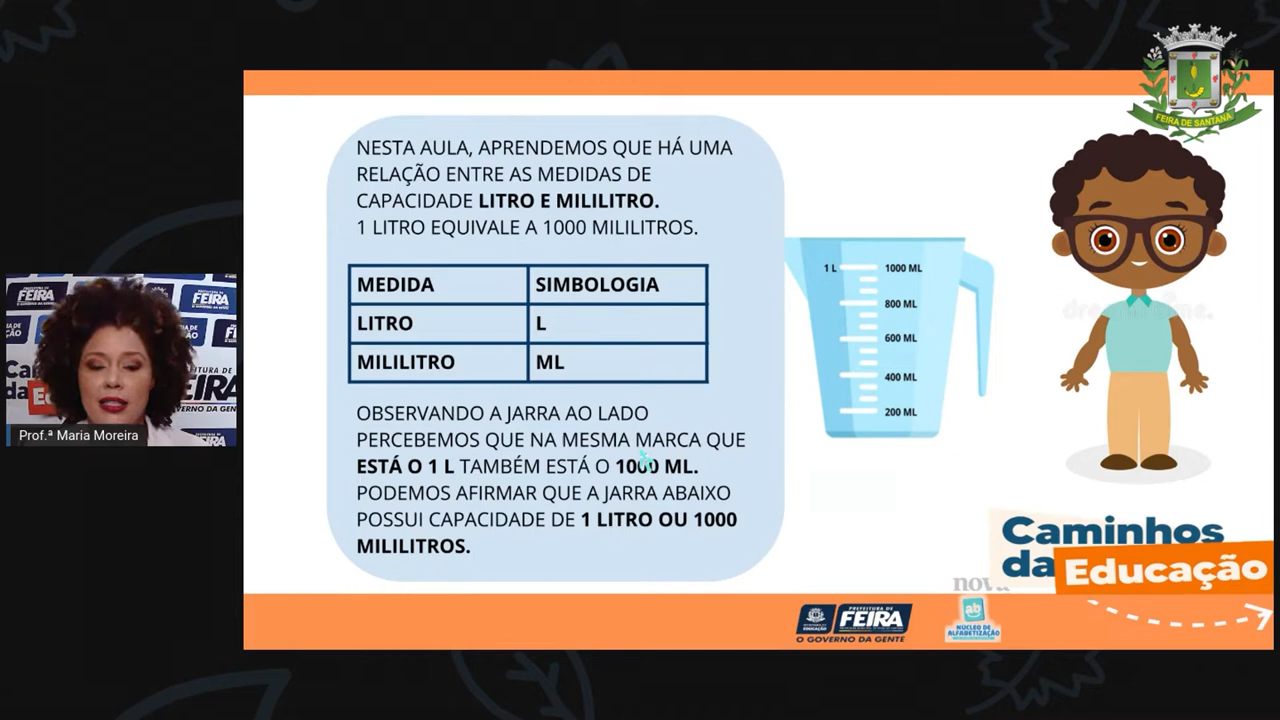 NESTA AULA, APRENDEMOS QUE HÁ UMA
RELAÇÃO ENTRE AS MEDIDAS DE
CAPACIDADE LITRO E MILILITRO.
1 LITRO EQUIVALE A 1000 MILILITROS.
MEDIDA SIMBOLOGIA
LITRO L
MILILITRO ML
OBSERVANDO A JARRA AO LADO
PERCEBEMOS QUE NA MESMA MARCA QUE
ESTÁ O 1 L TAMBÉM ESTÁ O 1000 ML.
PODEMOS AFIRMAR QUE A JARRA ABAIXO
POSSUI CAPACIDADE DE 1 LITRO OU 1000
MILILITROS.
1 L 1000 ML
800 ML
600 ML
400 ML
200 ML
FEIRA DE SANTANA
Prof.ª Maria Moreira
FEIRA
FEIRA
Caminhos
da Educação
PREFEITURA DE
FEIRA
O GOVERNO DA GENTE
EDUCAÇÃO
ab
NÚCLEO DE
ALFABETIZAÇÃO